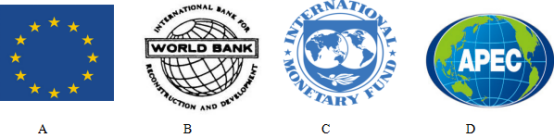 INTERNATIONAL BANK FOR
WORLD BANK
RECONSTRUCTION AND DEVELOPMENT
INTERNATIONAL
MONETARY FUND
APEC
A B C D